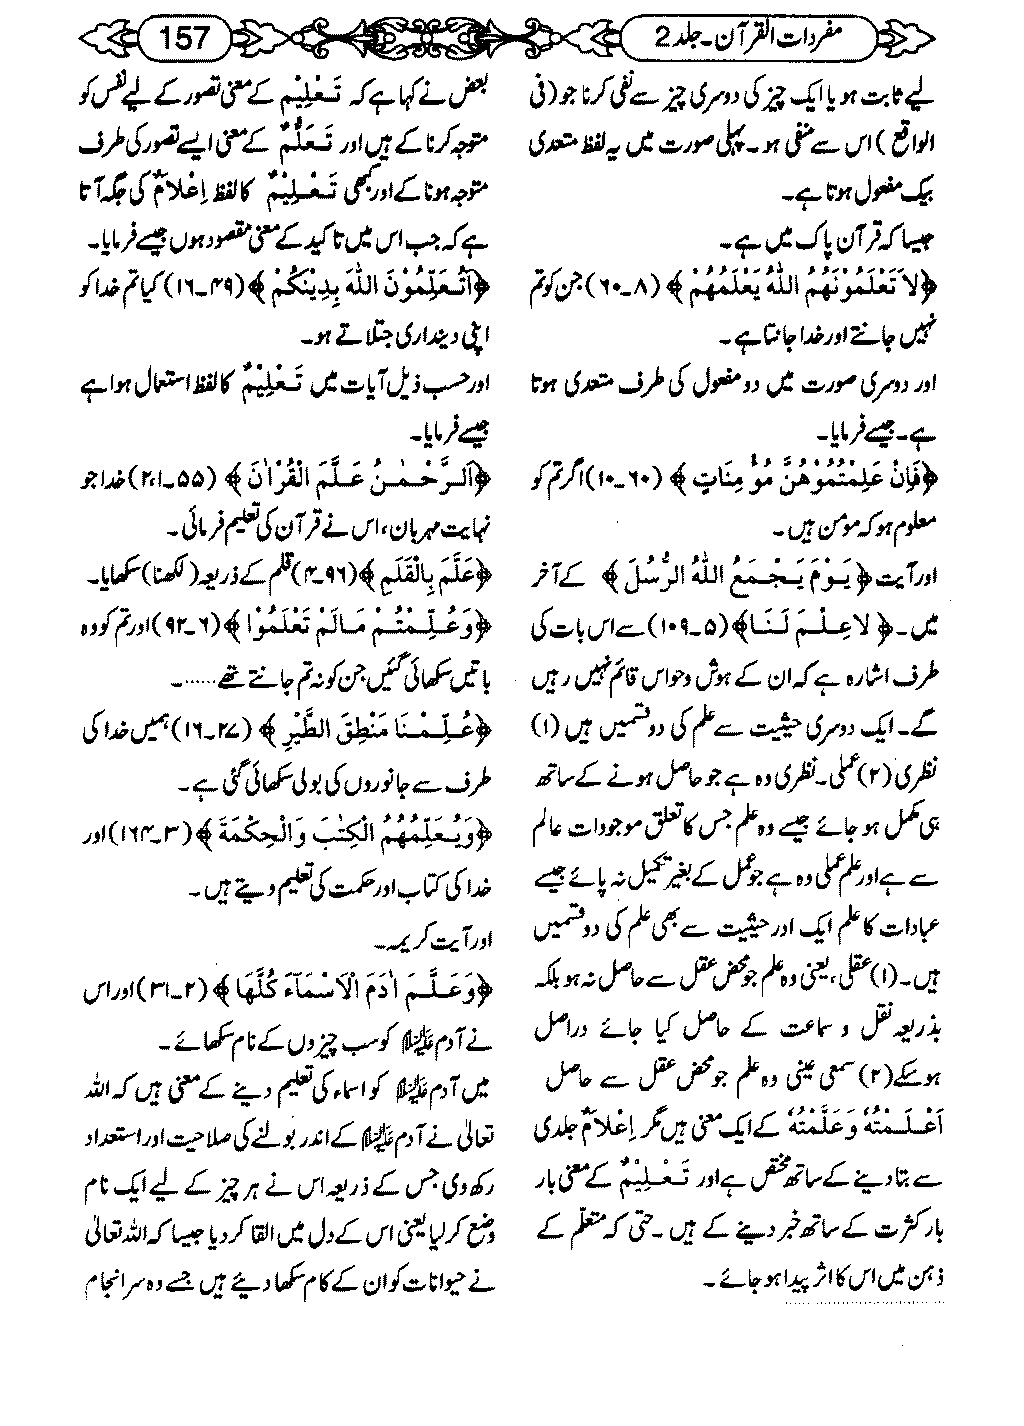 مفردات القرآن۔جلد 2
157
لیے ثابت ہو یا ایک چیز کی دوسری چیز سے نفی کرنا جو (فی
الواقع) اس سے منفی ہو۔ پہلی صورت میں یہ لفظ متعدی
بیک مفعول ہوتا ہے۔
جیسا کہ قرآن پاک میں ہے۔
﴿لَا تَعْلَمُوْنَهُمُ اللّٰهُ يَعْلَمُهُمْ﴾ (۸۔۶۰) جن کو تم
نہیں جانتے اور خدا جانتا ہے۔
اور دوسری صورت میں دو مفعول کی طرف متعدی ہوتا
ہے۔ جیسے فرمایا۔
﴿فَاِنْ عَلِمْتُمُوْهُنَّ مُؤْمِنَاتٍ﴾ (۶۰۔۱۰) اگر تم کو
معلوم ہو کہ مومن ہیں۔
اور آیت ﴿يَوْمَ يَجْمَعُ اللّٰهُ الرُّسُلَ﴾ کے آخر
میں۔ ﴿لَا عِلْمَ لَنَا﴾ (۵۔۱۰۹) سے اس بات کی
طرف اشارہ ہے کہ ان کے ہوش وحواس قائم نہیں رہیں
گے۔ ایک دوسری حیثیت سے علم کی دو قسمیں ہیں (۱)
نظری (۲) عملی۔ نظری وہ ہے جو حاصل ہونے کے ساتھ
ہی مکمل ہو جائے جیسے وہ علم جس کا تعلق موجودات عالم
سے ہے اور علم عملی وہ ہے جو عمل کے بغیر تکمیل نہ پائے جیسے
عبادات کا علم ایک اور حیثیت سے بھی علم کی دو قسمیں
ہیں۔ (۱) عقلی، یعنی وہ علم جو محض عقل سے حاصل نہ ہو بلکہ
بذریعہ نقل و سماعت کے حاصل کیا جائے دراصل
ہو سکے (۲) سمعی یعنی وہ علم جو محض عقل سے حاصل
اَعْلَمْتُهٗ وَعَلَّمْتُهٗ کے ایک معنی ہیں مگر اِعْلَامٌ جلدی
سے بتا دینے کے ساتھ مختص ہے اور تَعْلِيْمٌ کے معنی بار
بار کثرت کے ساتھ خبر دینے کے ہیں۔ حتی کہ متعلم کے
ذہن میں اس کا اثر پیدا ہو جائے۔
بعض نے کہا ہے کہ تَعْلِيْمٌ کے معنی تصور کے لیے نفس کو
متوجہ کرنا کے ہیں اور تَعَلُّمٌ کے معنی ایسے تصور کی طرف
متوجہ ہونا کے اور کبھی تَعْلِيْمٌ کا لفظ اِعْلَامٌ کی جگہ آتا
ہے کہ جب اس میں تاکید کے معنی مقصود ہوں جیسے فرمایا۔
﴿اَتُعَلِّمُوْنَ اللّٰهَ بِدِيْنِكُمْ﴾ (۴۹۔۱۶) کیا تم خدا کو
اپنی دینداری جتلاتے ہو۔
اور حسب ذیل آیات میں تَعْلِيْمٌ کا لفظ استعمال ہوا ہے
جیسے فرمایا۔
﴿اَلرَّحْمٰنُ عَلَّمَ الْقُرْاٰنَ﴾ (۵۵۔۲،۱) خدا جو
نہایت مہربان، اس نے قرآن کی تعلیم فرمائی۔
﴿عَلَّمَ بِالْقَلَمِ﴾ (۹۶۔۴) قلم کے ذریعہ (لکھنا) سکھایا۔
﴿وَعُلِّمْتُمْ مَالَمْ تَعْلَمُوْا﴾ (۶۔۹۲) اور تم کو وہ
باتیں سکھائی گئیں جن کو نہ تم جانتے تھے......۔
﴿عُلِّمْنَا مَنْطِقَ الطَّيْرِ﴾ (۲۷۔۱۶) ہمیں خدا کی
طرف سے جانوروں کی بولی سکھائی گئی ہے۔
﴿وَيُعَلِّمُهُمُ الْكِتٰبَ وَالْحِكْمَةَ﴾ (۳۔۱۶۴) اور
خدا کی کتاب اور حکمت کی تعلیم دیتے ہیں۔
اور آیت کریمہ۔
﴿وَعَلَّمَ اٰدَمَ الْاَسْمَآءَ كُلَّهَا﴾ (۲۔۳۱) اور اس
نے آدم کو سب چیزوں کے نام سکھائے۔
میں آدم کو اسماء کی تعلیم دینے کے معنی ہیں کہ اللہ
تعالیٰ نے آدم کے اندر بولنے کی صلاحیت اور استعداد
رکھ دی جس کے ذریعہ اس نے ہر چیز کے لیے ایک نام
وضع کر لیا یعنی اس کے دل میں القا کر دیا جیسا کہ اللہ تعالیٰ
نے حیوانات کو ان کے کام سکھا دیئے ہیں جسے وہ سرانجام